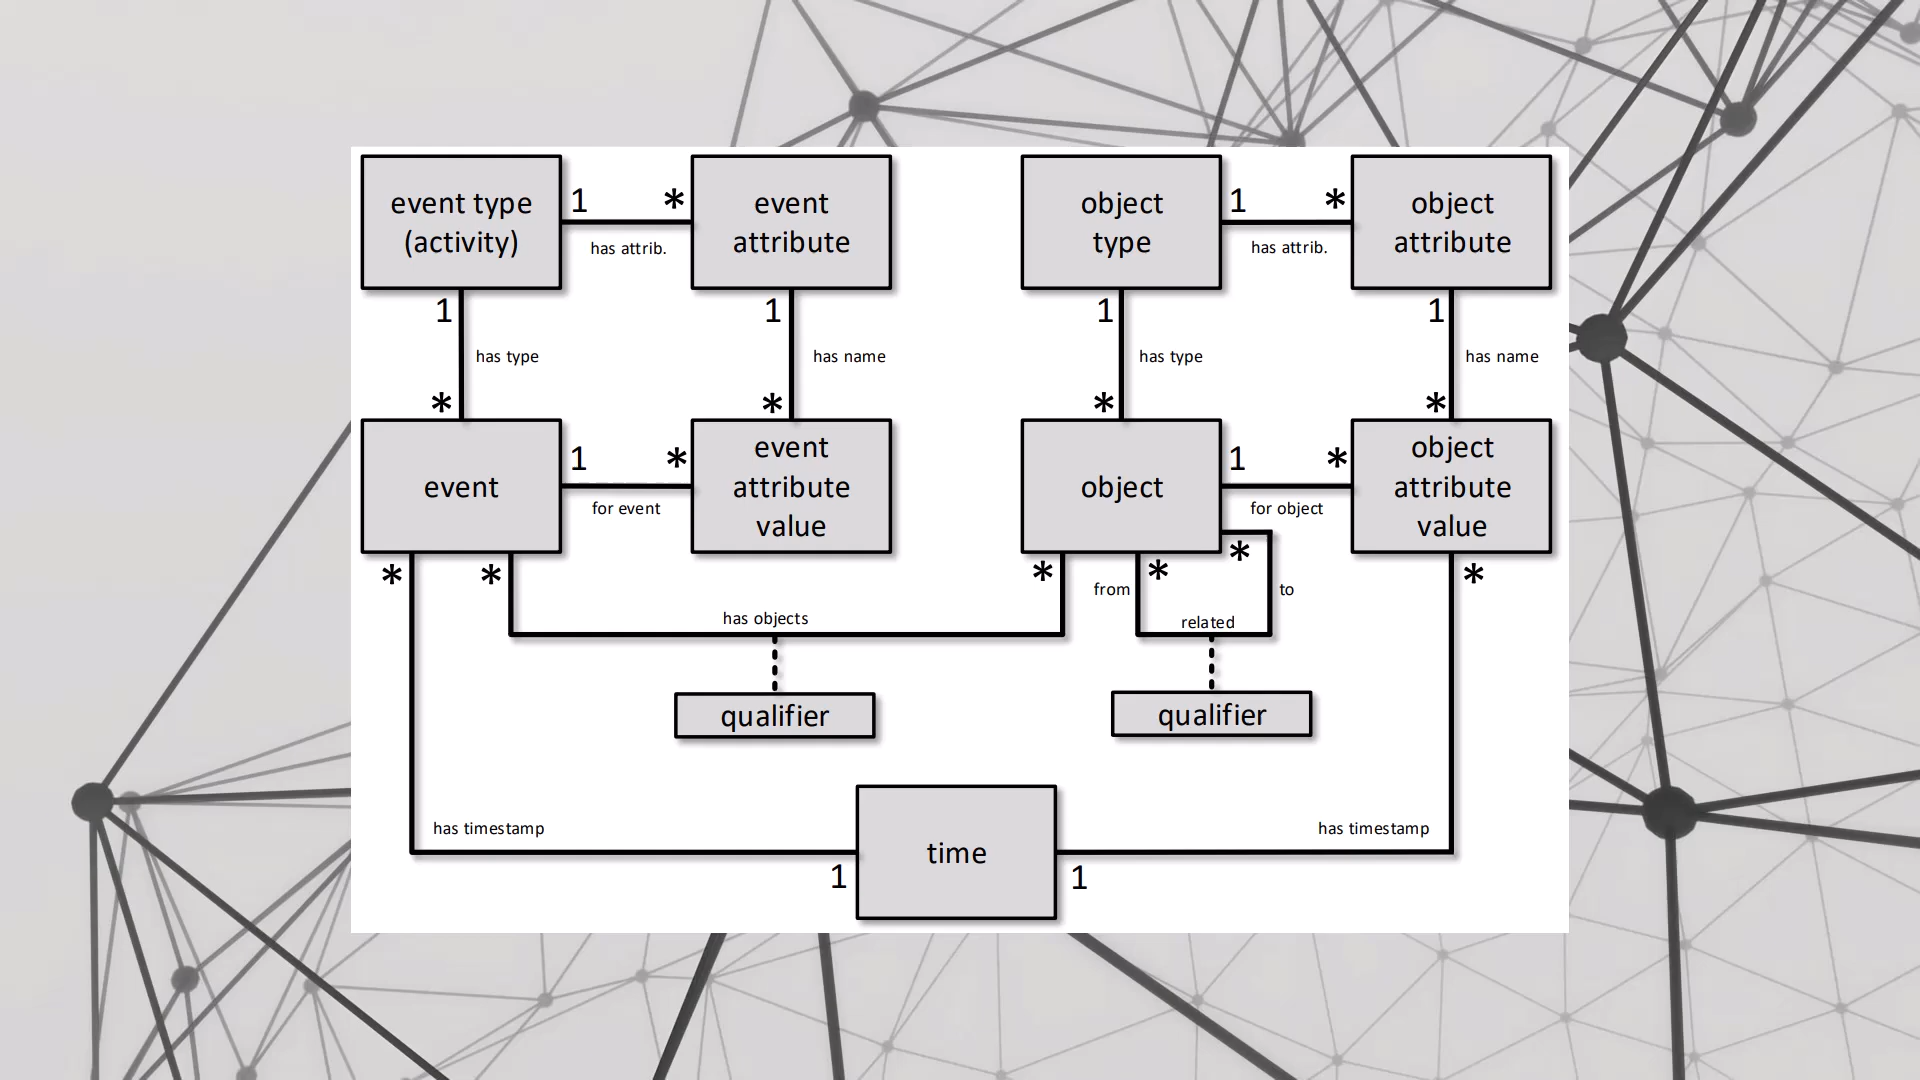 event type
(activity)
1
*
has attrib.
event
attribute
object
type
1
*
has attrib.
object
attribute
1
has type
*
1
has name
*
1
has type
*
1
has name
*
event
1
*
for event
event
attribute
value
object
1
*
for object
object
attribute
value
*
*
*
*
*
*
from
to
has objects
related
qualifier
qualifier
has timestamp
has timestamp
time
1
1